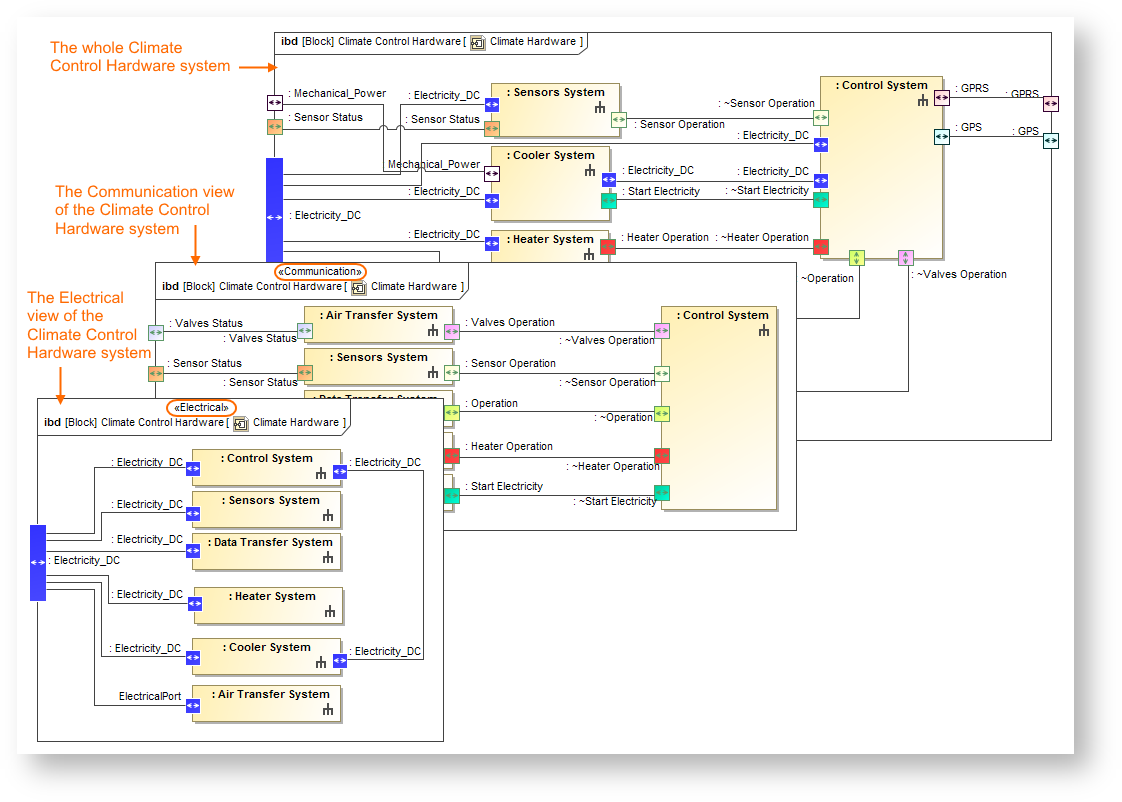 The whole Climate
Control Hardware system
ibd [Block] Climate Control Hardware [ Climate Hardware ]
: Mechanical_Power
: Sensor Status
: Electricity_DC
: Sensor Status
: Sensors System
: Sensor Operation
: ~Sensor Operation
: Control System
: GPRS
: GPRS
: GPS
: GPS
: Electricity_DC
Mechanical_Power
: Cooler System
: Electricity_DC
: Electricity_DC
: Electricity_DC
: Start Electricity
: ~Start Electricity
: Electricity_DC
: Electricity_DC
: Heater System
: Heater Operation
: ~Heater Operation
~Operation
: ~Valves Operation
The Communication view
of the Climate Control
Hardware system
«Communication»
ibd [Block] Climate Control Hardware [ Climate Hardware ]
: Valves Status
: Valves Status
: Air Transfer System
: Valves Operation
: ~Valves Operation
: Control System
: Sensor Status
: Sensor Status
: Sensors System
: Sensor Operation
: ~Sensor Operation
: Data Transfer System
: Operation
: ~Operation
: Heater Operation
: ~Heater Operation
: Start Electricity
: ~Start Electricity
The Electrical
view of the
Climate Control
Hardware system
«Electrical»
ibd [Block] Climate Control Hardware [ Climate Hardware ]
: Electricity_DC
: Control System
: Electricity_DC
: Electricity_DC
: Sensors System
: Electricity_DC
: Data Transfer System
: Electricity_DC
: Electricity_DC
: Heater System
: Electricity_DC
: Cooler System
: Electricity_DC
ElectricalPort
: Air Transfer System